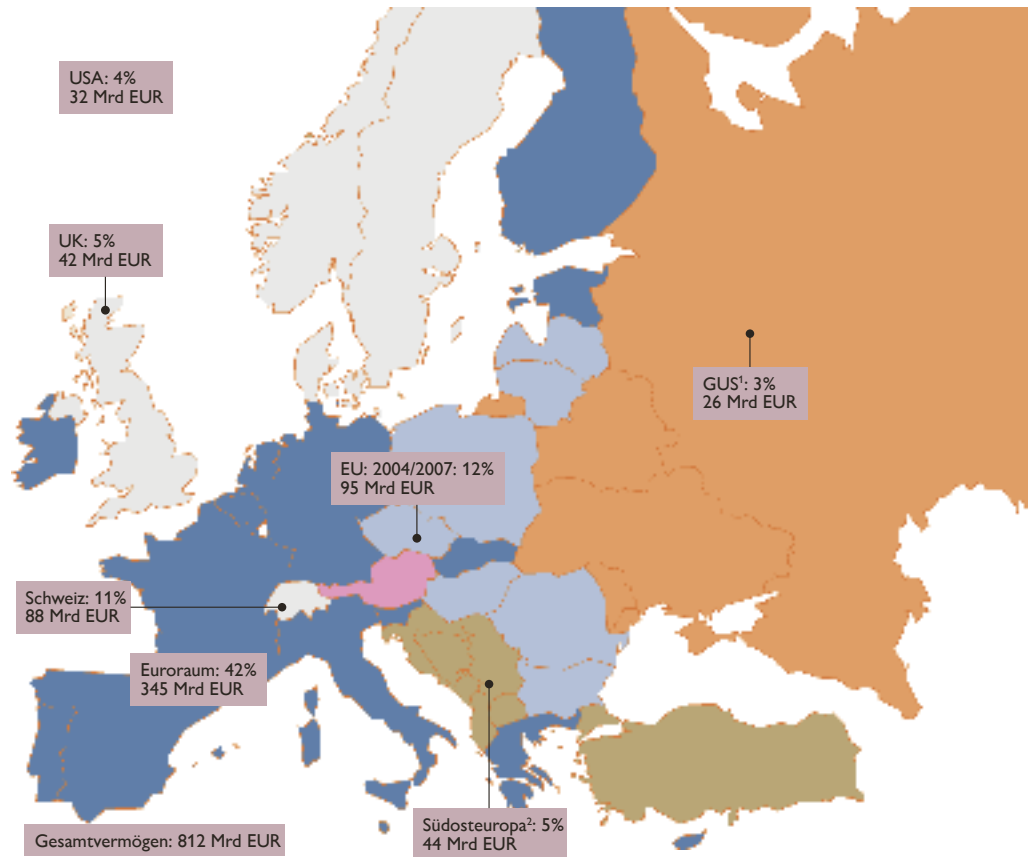 USA: 4%
32 Mrd EUR
UK: 5%
42 Mrd EUR
GUS¹: 3%
26 Mrd EUR
EU: 2004/2007: 12%
95 Mrd EUR
Schweiz: 11%
88 Mrd EUR
Euroraum: 42%
345 Mrd EUR
Südosteuropa²: 5%
44 Mrd EUR
Gesamtvermögen: 812 Mrd EUR